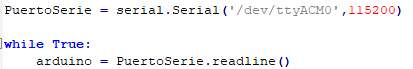 PuertoSerie = serial.Serial('/dev/ttyACM0',115200)
while True:
    arduino = PuertoSerie.readline()